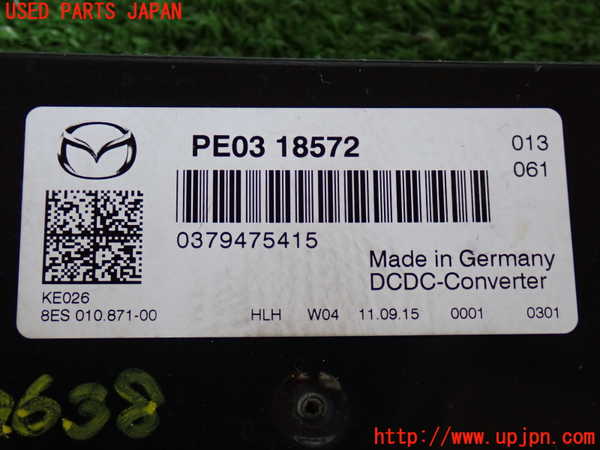 USED PARTS JAPAN
PE03 18572
013
061
0379475415
Made in Germany
DCDC-Converter
KE026
8ES 010.871-00
HLH W04 11.09.15 0001 0301
638
http://www.upjpn.com/